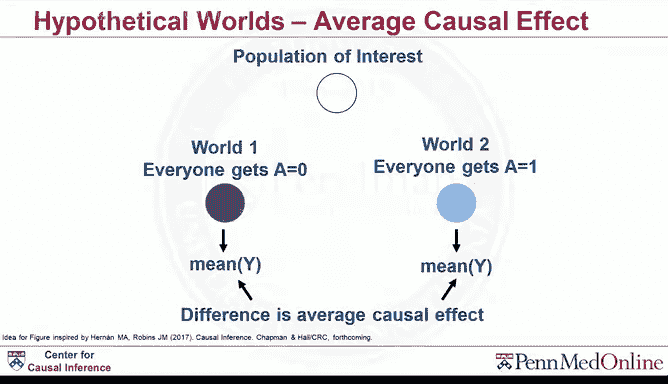 Hypothetical Worlds – Average Causal Effect
Population of Interest
World 1
Everyone gets A=0
World 2
Everyone gets A=1
mean(Y)
mean(Y)
Difference is average causal effect
Idea for Figure inspired by Hernán MA, Robins JM (2017). Causal Inference. Chapman & Hall/CRC, forthcoming.
Center for
Causal Inference
PennMedOnline